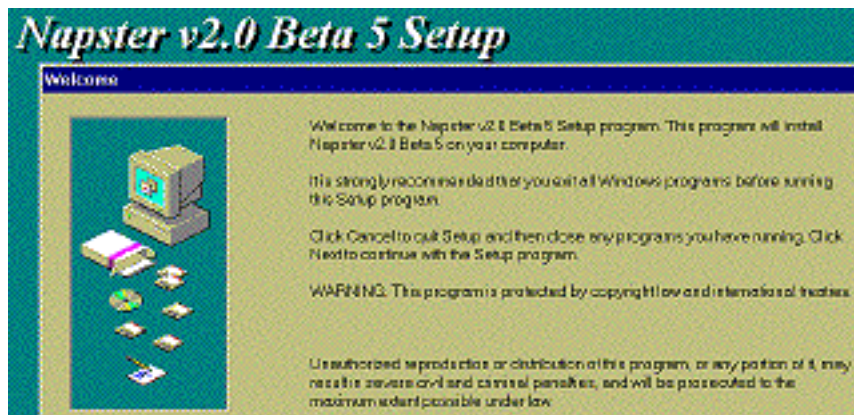 Napster v2.0 Beta 5 Setup
Welcome
Welcome to the Napster v2.0 Beta 5 Setup program. This program will install
Napster v2.0 Beta 5 on your computer.
It is strongly recommended that you exit all Windows programs before running
this Setup program.
Click Cancel to quit Setup and then close any programs you have running. Click
Next to continue with the Setup program.
WARNING: This program is protected by copyright law and international treaties.
Unauthorized reproduction or distribution of this program, or any portion of it, may
result in severe civil and criminal penalties, and will be prosecuted to the
maximum extent possible under law.